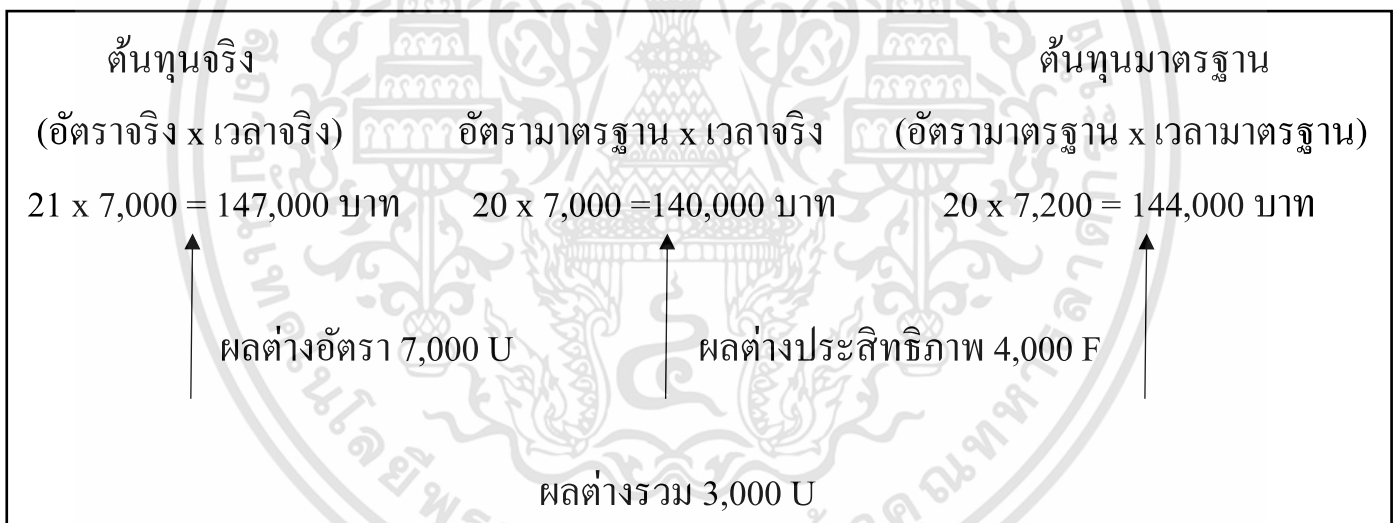 ต้นทุนจริง ต้นทุนมาตรฐาน
(อัตราจริง x เวลาจริง) อัตรามาตรฐาน x เวลาจริง (อัตรามาตรฐาน x เวลามาตรฐาน)
21 x 7,000 = 147,000 บาท 20 x 7,000 =140,000 บาท 20 x 7,200 = 144,000 บาท
ผลต่างอัตรา 7,000 U ผลต่างประสิทธิภาพ 4,000 F
ผลต่างรวม 3,000 U